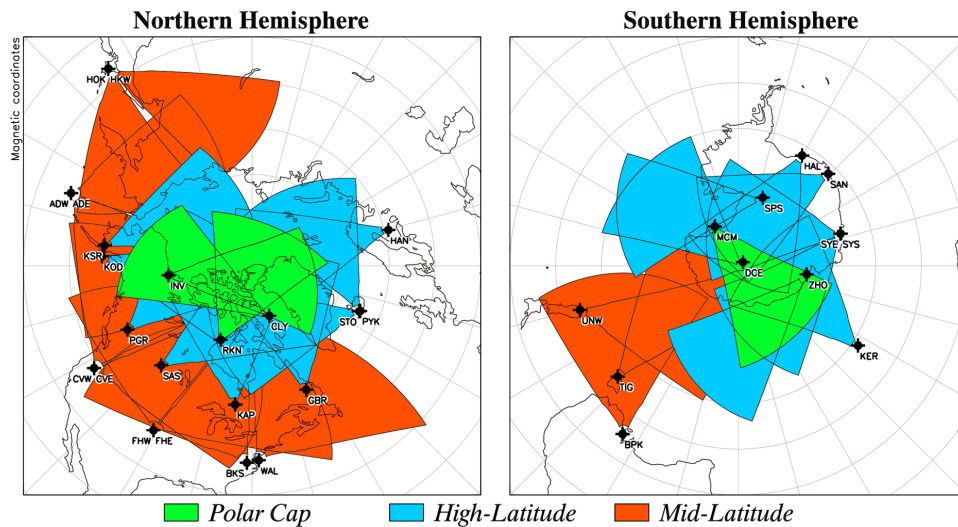 Northern Hemisphere
Southern Hemisphere
Magnetic coordinates
HOK HKW
ADW ADE
KSR
KOD
INV
HAN
CLY
STO PYK
RKN
PGR
SAS
CVW CVE
GBR
KAP
FHW FHE
BKS
WAL
HAL
SAN
SPS
MCM
SYE SYS
DCE
ZHO
UNW
KER
TIG
BPK
Polar Cap
High-Latitude
Mid-Latitude